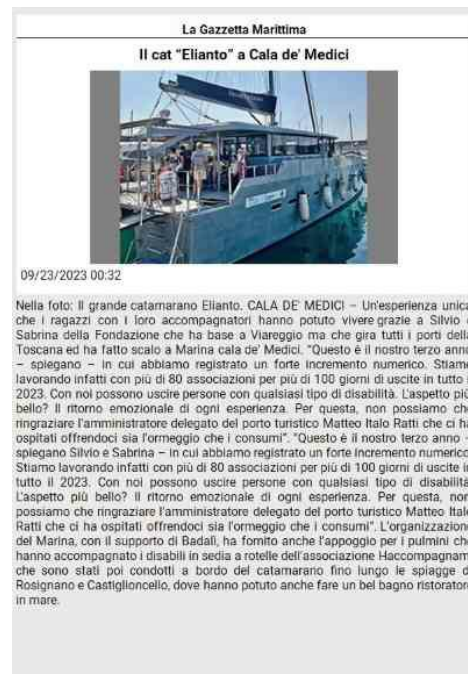 La Gazzetta Marittima
Il cat "Elianto" a Cala de' Medici
09/23/2023 00:32
Nella foto: Il grande catamarano Elianto. CALA DE' MEDICI – Un'esperienza unica
che i ragazzi con i loro accompagnatori hanno potuto vivere grazie a Silvio e
Sabrina della Fondazione che ha base a Viareggio ma che gira tutti i porti della
Toscana ed ha fatto scalo a Marina cala de' Medici. "Questo è il nostro terzo anno
– spiegano – in cui abbiamo registrato un forte incremento numerico. Stiamo
lavorando infatti con più di 80 associazioni per più di 100 giorni di uscite in tutto il
2023. Con noi possono uscire persone con qualsiasi tipo di disabilità. L'aspetto più
bello? Il ritorno emozionale di ogni esperienza. Per questa, non possiamo che
ringraziare l'amministratore delegato del porto turistico Matteo Italo Ratti che ci ha
ospitati offrendoci sia l'ormeggio che i consumi". "Questo è il nostro terzo anno –
spiegano Silvio e Sabrina – in cui abbiamo registrato un forte incremento numerico.
Stiamo lavorando infatti con più di 80 associazioni per più di 100 giorni di uscite in
tutto il 2023. Con noi possono uscire persone con qualsiasi tipo di disabilità.
L'aspetto più bello? Il ritorno emozionale di ogni esperienza. Per questa, non
possiamo che ringraziare l'amministratore delegato del porto turistico Matteo Italo
Ratti che ci ha ospitati offrendoci sia l'ormeggio che i consumi". L'organizzazione
del Marina, con il supporto di Badalì, ha fornito anche l'appoggio per i pulmini che
hanno accompagnato i disabili in sedia a rotelle dell'associazione Haccompagnami
che sono stati poi condotti a bordo del catamarano fino lungo le spiagge di
Rosignano e Castiglioncello, dove hanno potuto anche fare un bel bagno ristoratore
in mare.